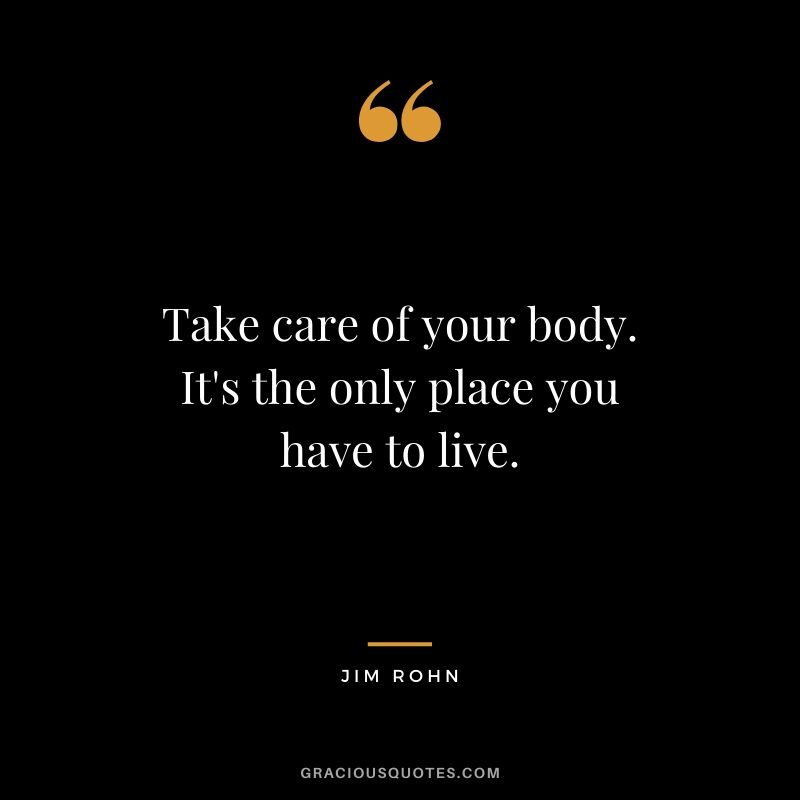 ❝
Take care of your body.
It's the only place you
have to live.
JIM ROHN
GRACIOUSQUOTES.COM